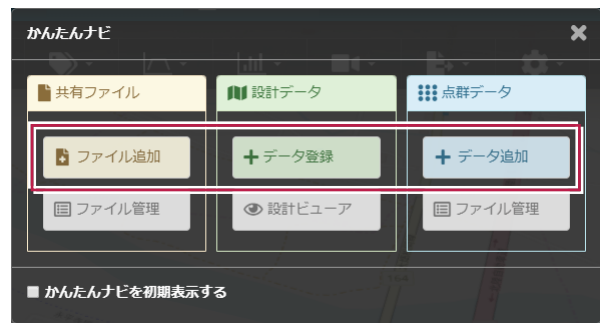 かんたんナビ
共有ファイル 設計データ 点群データ
ファイル追加 データ登録 データ追加
ファイル管理 設計ビューア ファイル管理
かんたんナビを初期表示する